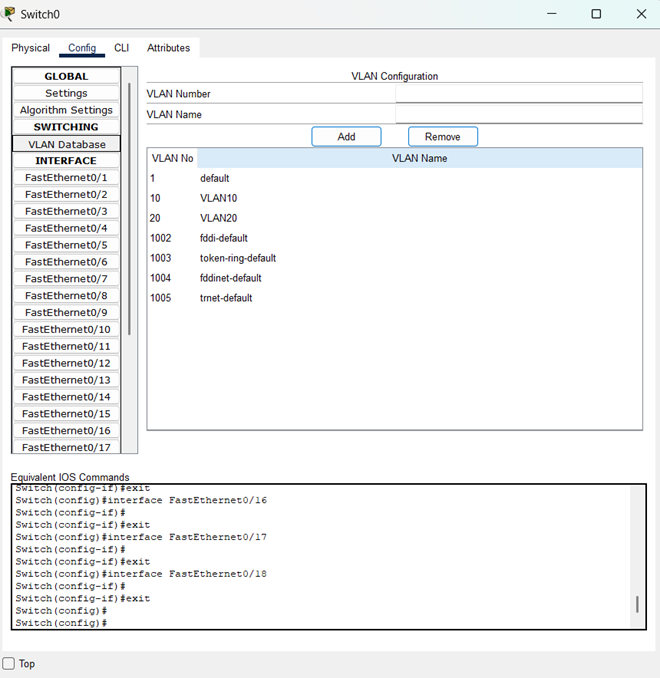 Switch0
Physical Config CLI Attributes
GLOBAL
Settings
Algorithm Settings
SWITCHING
VLAN Database
INTERFACE
FastEthernet0/1
FastEthernet0/2
FastEthernet0/3
FastEthernet0/4
FastEthernet0/5
FastEthernet0/6
FastEthernet0/7
FastEthernet0/8
FastEthernet0/9
FastEthernet0/10
FastEthernet0/11
FastEthernet0/12
FastEthernet0/13
FastEthernet0/14
FastEthernet0/15
FastEthernet0/16
FastEthernet0/17
VLAN Configuration
VLAN Number
VLAN Name
Add Remove
VLAN No VLAN Name
1 default
10 VLAN10
20 VLAN20
1002 fddi-default
1003 token-ring-default
1004 fddinet-default
1005 trnet-default
Equivalent IOS Commands
Switch(config-if)#exit
Switch(config)#interface FastEthernet0/16
Switch(config-if)#
Switch(config-if)#exit
Switch(config)#interface FastEthernet0/17
Switch(config-if)#
Switch(config-if)#exit
Switch(config)#interface FastEthernet0/18
Switch(config-if)#
Switch(config-if)#exit
Switch(config)#
Switch(config)#
Top